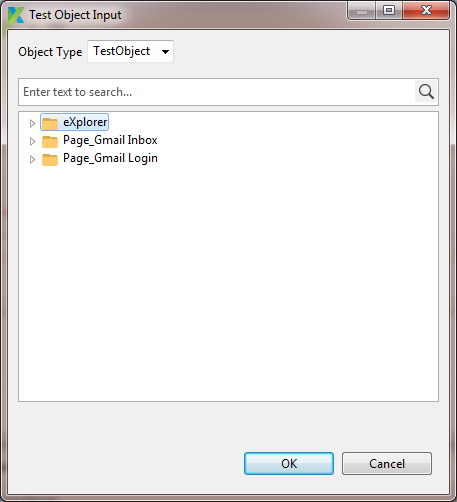 Test Object Input
Object Type TestObject
Enter text to search...
eXplorer
Page_Gmail Inbox
Page_Gmail Login
OK Cancel